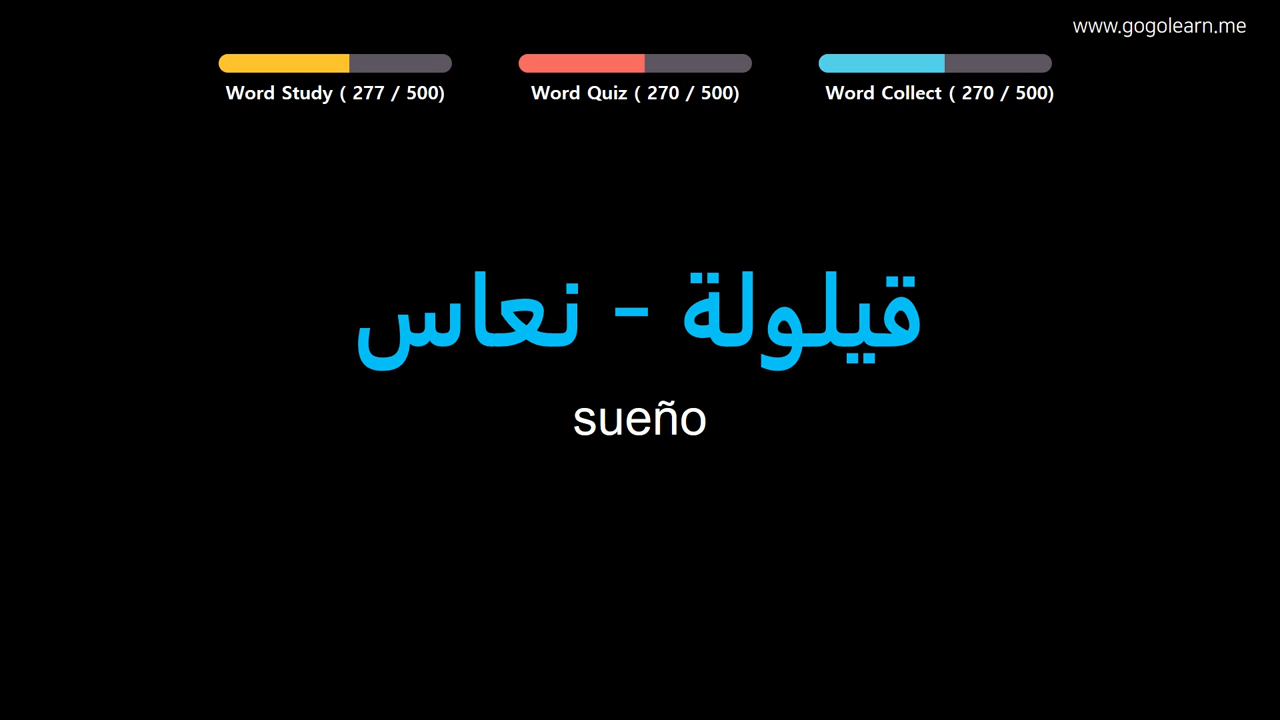 www.gogolearn.me
Word Study ( 277 / 500)
Word Quiz ( 270 / 500)
Word Collect ( 270 / 500)
قيلولة - نعاس
sueño